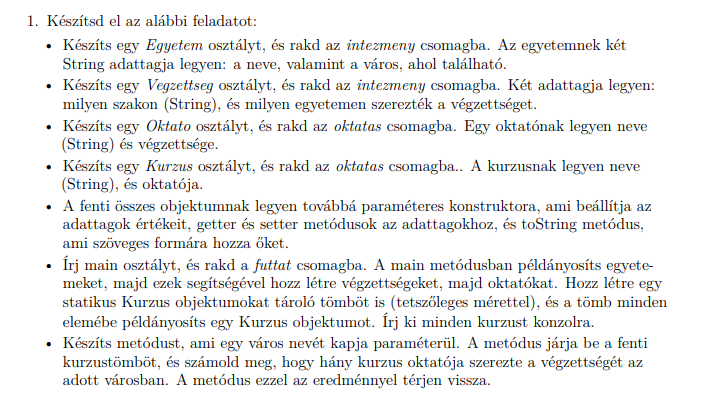 1. Készítsd el az alábbi feladatot:
• Készíts egy Egyetem osztályt, és rakd az intezmeny csomagba. Az egyetemnek két
String adattagja legyen: a neve, valamint a város, ahol található.
• Készíts egy Vegzettseg osztályt, és rakd az intezmeny csomagba. Két adattagja legyen:
milyen szakon (String), és milyen egyetemen szerezték a végzettséget.
• Készíts egy Oktato osztályt, és rakd az oktatas csomagba. Egy oktatónak legyen neve
(String) és végzettsége.
• Készíts egy Kurzus osztályt, és rakd az oktatas csomagba.. A kurzusnak legyen neve
(String), és oktatója.
• A fenti összes objektumnak legyen továbbá paraméteres konstruktora, ami beállítja az
adattagok értékeit, getter és setter metódusok az adattagokhoz, és toString metódus,
ami szöveges formára hozza őket.
• Írj main osztályt, és rakd a futtat csomagba. A main metódusban példányosíts egyete-
meket, majd ezek segítségével hozz létre végzettségeket, majd oktatókat. Hozz létre egy
statikus Kurzus objektumokat tároló tömböt is (tetszőleges mérettel), és a tömb minden
elemébe példányosíts egy Kurzus objektumot. Írj ki minden kurzust konzolra.
• Készíts metódust, ami egy város nevét kapja paraméterül. A metódus járja be a fenti
kurzustömböt, és számold meg, hogy hány kurzus oktatója szerezte a végzettségét az
adott városban. A metódus ezzel az eredménnyel térjen vissza.